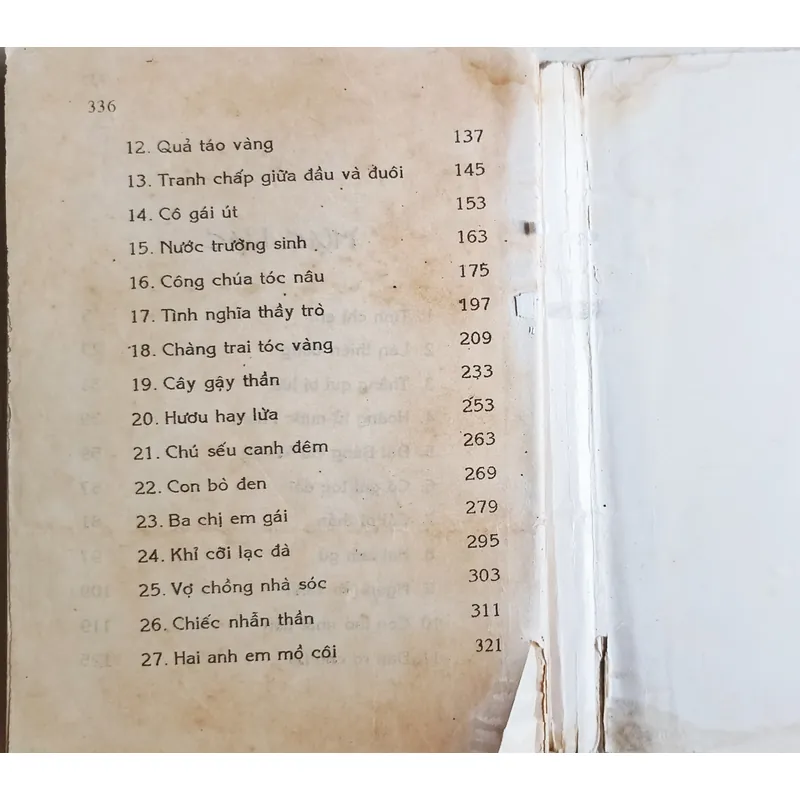 336
12. Quả táo vàng 137
13. Tranh chấp giữa đầu và đuôi 145
14. Cô gái út 153
15. Nước trường sinh 163
16. Công chúa tóc nâu 175
17. Tình nghĩa thầy trò 197
18. Chàng trai tóc vàng 209
19. Cây gậy thần 233
20. Hươu hay lừa 253
21. Chú sếu canh đêm 263
22. Con bò đen 269
23. Ba chị em gái 279
24. Khỉ cỡi lạc đà 295
25. Vợ chồng nhà sóc 303
26. Chiếc nhẫn thần 311
27. Hai anh em mồ côi 321